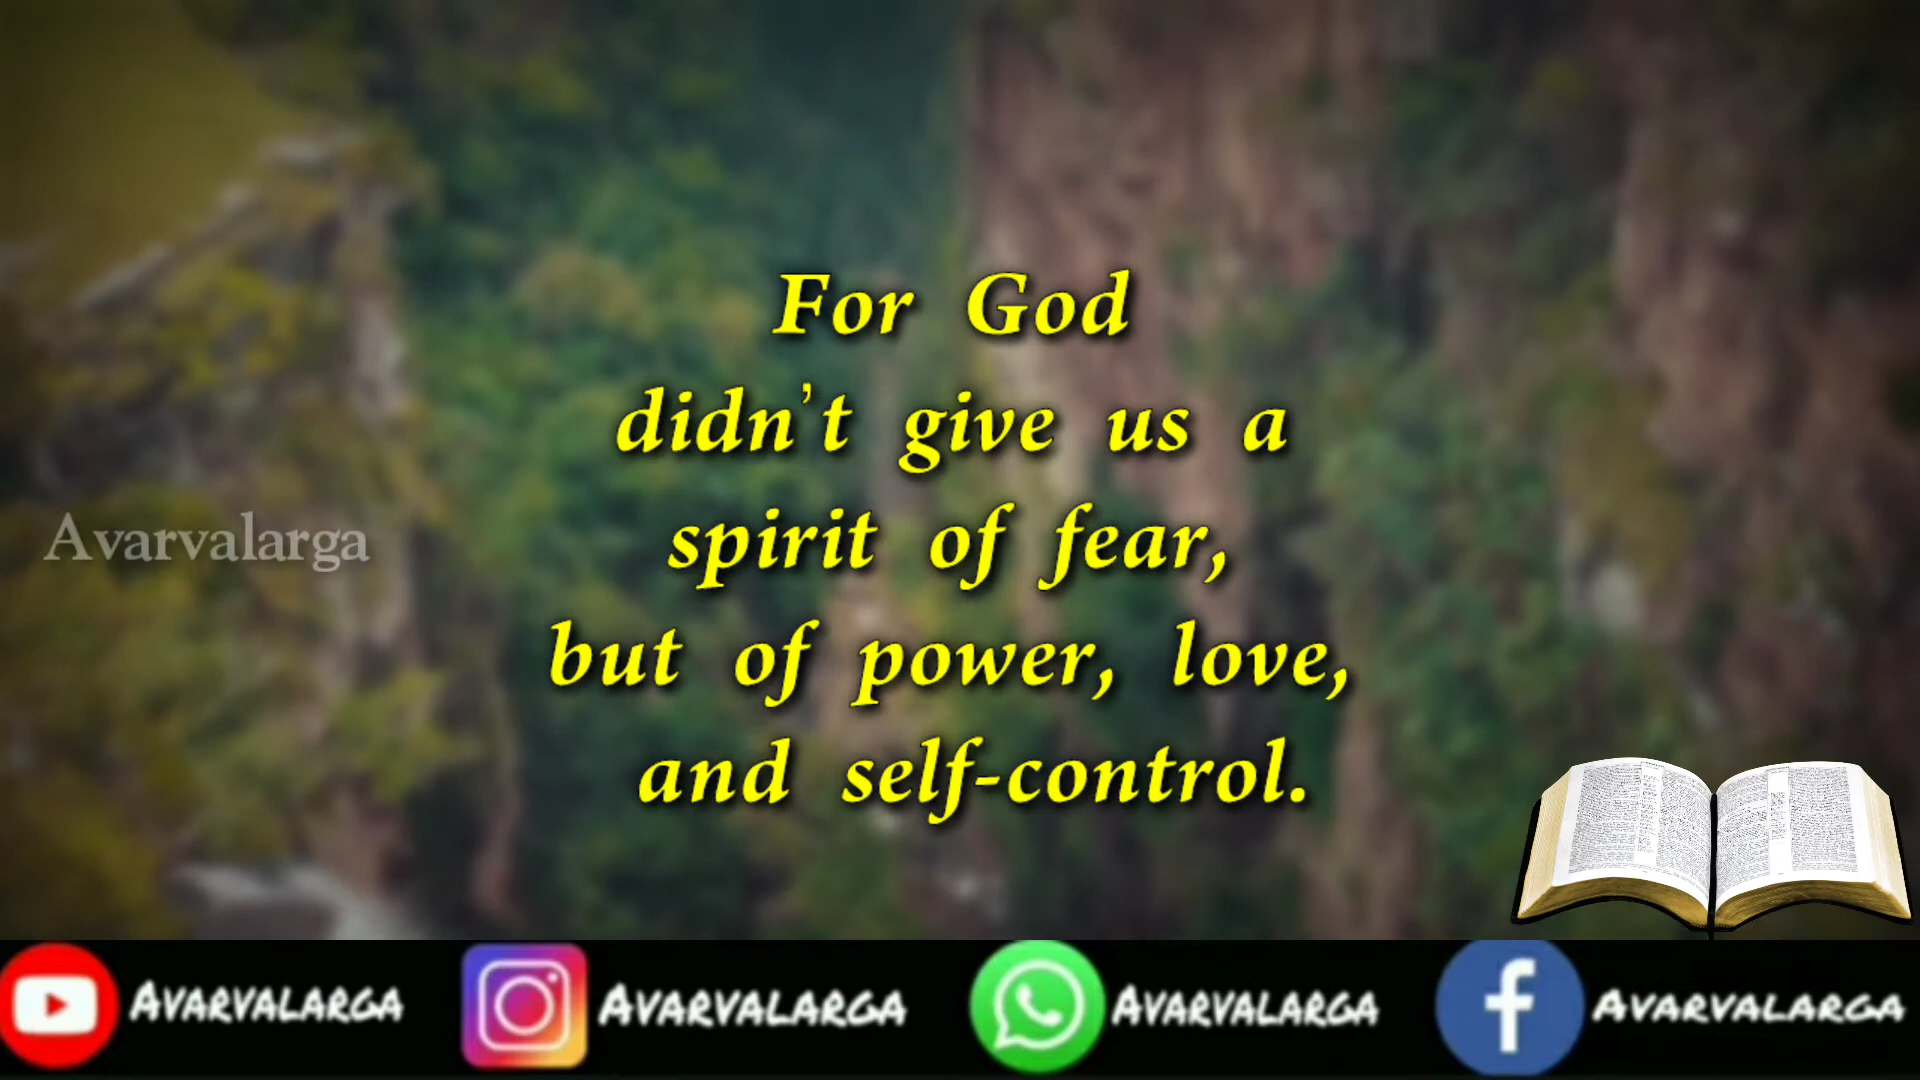 For God
didn't give us a
spirit of fear,
Avarvalarga
but of power, love,
and self-control.
AVARVALARGA AVARVALARGA AVARVALARGA AVARVALARGA